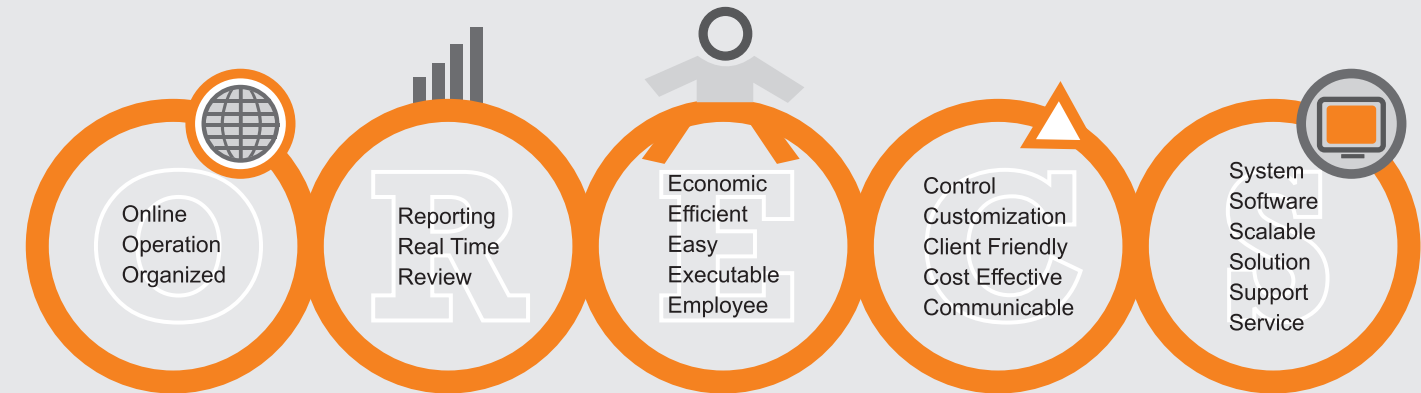 O
Online
Operation
Organized
R
Reporting
Real Time
Review
E
Economic
Efficient
Easy
Executable
Employee
C
Control
Customization
Client Friendly
Cost Effective
Communicable
S
System
Software
Scalable
Solution
Support
Service